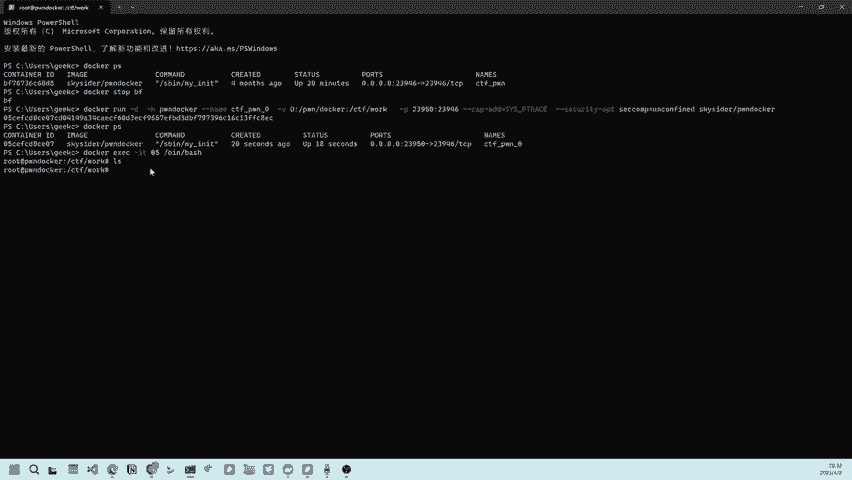 root@pwndocker: /ctf/work
Windows PowerShell
版权所有 (C) Microsoft Corporation。保留所有权利。
安装最新的 PowerShell，了解新功能和改进！https://aka.ms/PSWindows
PS C:\Users\geekc> docker ps
CONTAINER ID IMAGE COMMAND CREATED STATUS PORTS NAMES
bf76736c60d8 skysider/pwndocker "/sbin/my_init" 4 months ago Up 20 minutes 0.0.0.0:23946->23946/tcp ctf_pwn
PS C:\Users\geekc> docker stop bf
bf
PS C:\Users\geekc> docker run -d -h pwndocker --name ctf_pwn_0 -v D:/pwn/docker:/ctf/work -p 23950:23946 --cap-add=SYS_PTRACE --security-opt seccomp=unconfined skysider/pwndocker
PS C:\Users\geekc> docker ps
CONTAINER ID IMAGE COMMAND CREATED STATUS PORTS NAMES
05cefcd0ce07 skysider/pwndocker "/sbin/my_init" 20 seconds ago Up 18 seconds 0.0.0.0:23950->23946/tcp ctf_pwn_0
PS C:\Users\geekc> docker exec -it 05 /bin/bash
root@pwndocker:/ctf/work# ls
root@pwndocker:/ctf/work#